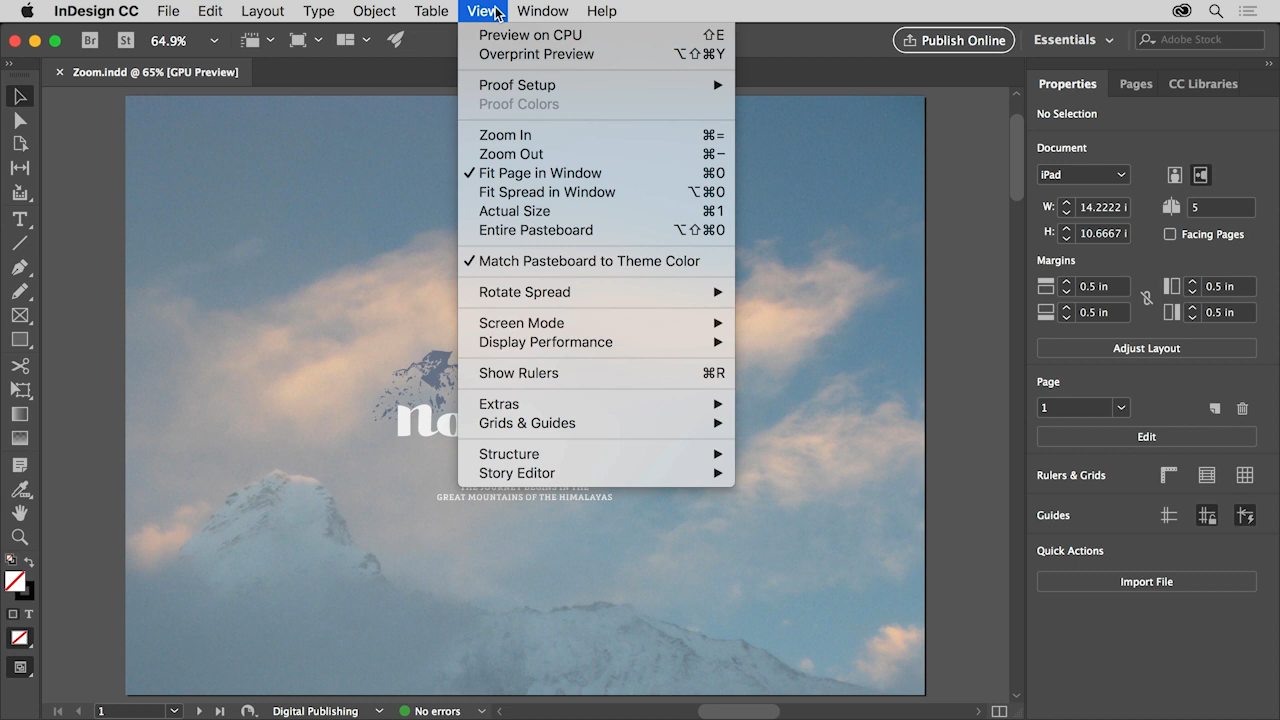 InDesign CC File Edit Layout Type Object Table View Window Help
Br St 64.9% Publish Online Essentials Adobe Stock
× Zoom.indd @ 65% [GPU Preview]
Preview on CPU ⇧E
Overprint Preview ⌥⇧⌘Y
Proof Setup ▶
Proof Colors
Zoom In ⌘=
Zoom Out ⌘−
✓ Fit Page in Window ⌘0
Fit Spread in Window ⌥⌘0
Actual Size ⌘1
Entire Pasteboard ⌥⇧⌘0
✓ Match Pasteboard to Theme Color
Rotate Spread ▶
Screen Mode ▶
Display Performance ▶
Show Rulers ⌘R
Extras ▶
Grids & Guides ▶
Structure ▶
Story Editor ▶
no
THE JOURNEY BEGINS IN THE
GREAT MOUNTAINS OF THE HIMALAYAS
Properties Pages CC Libraries
No Selection
Document
iPad
W: 14.2222 i 5
H: 10.6667 i Facing Pages
Margins
0.5 in 0.5 in
0.5 in 0.5 in
Adjust Layout
Page
1
Edit
Rulers & Grids
Guides
Quick Actions
Import File
1 Digital Publishing No errors